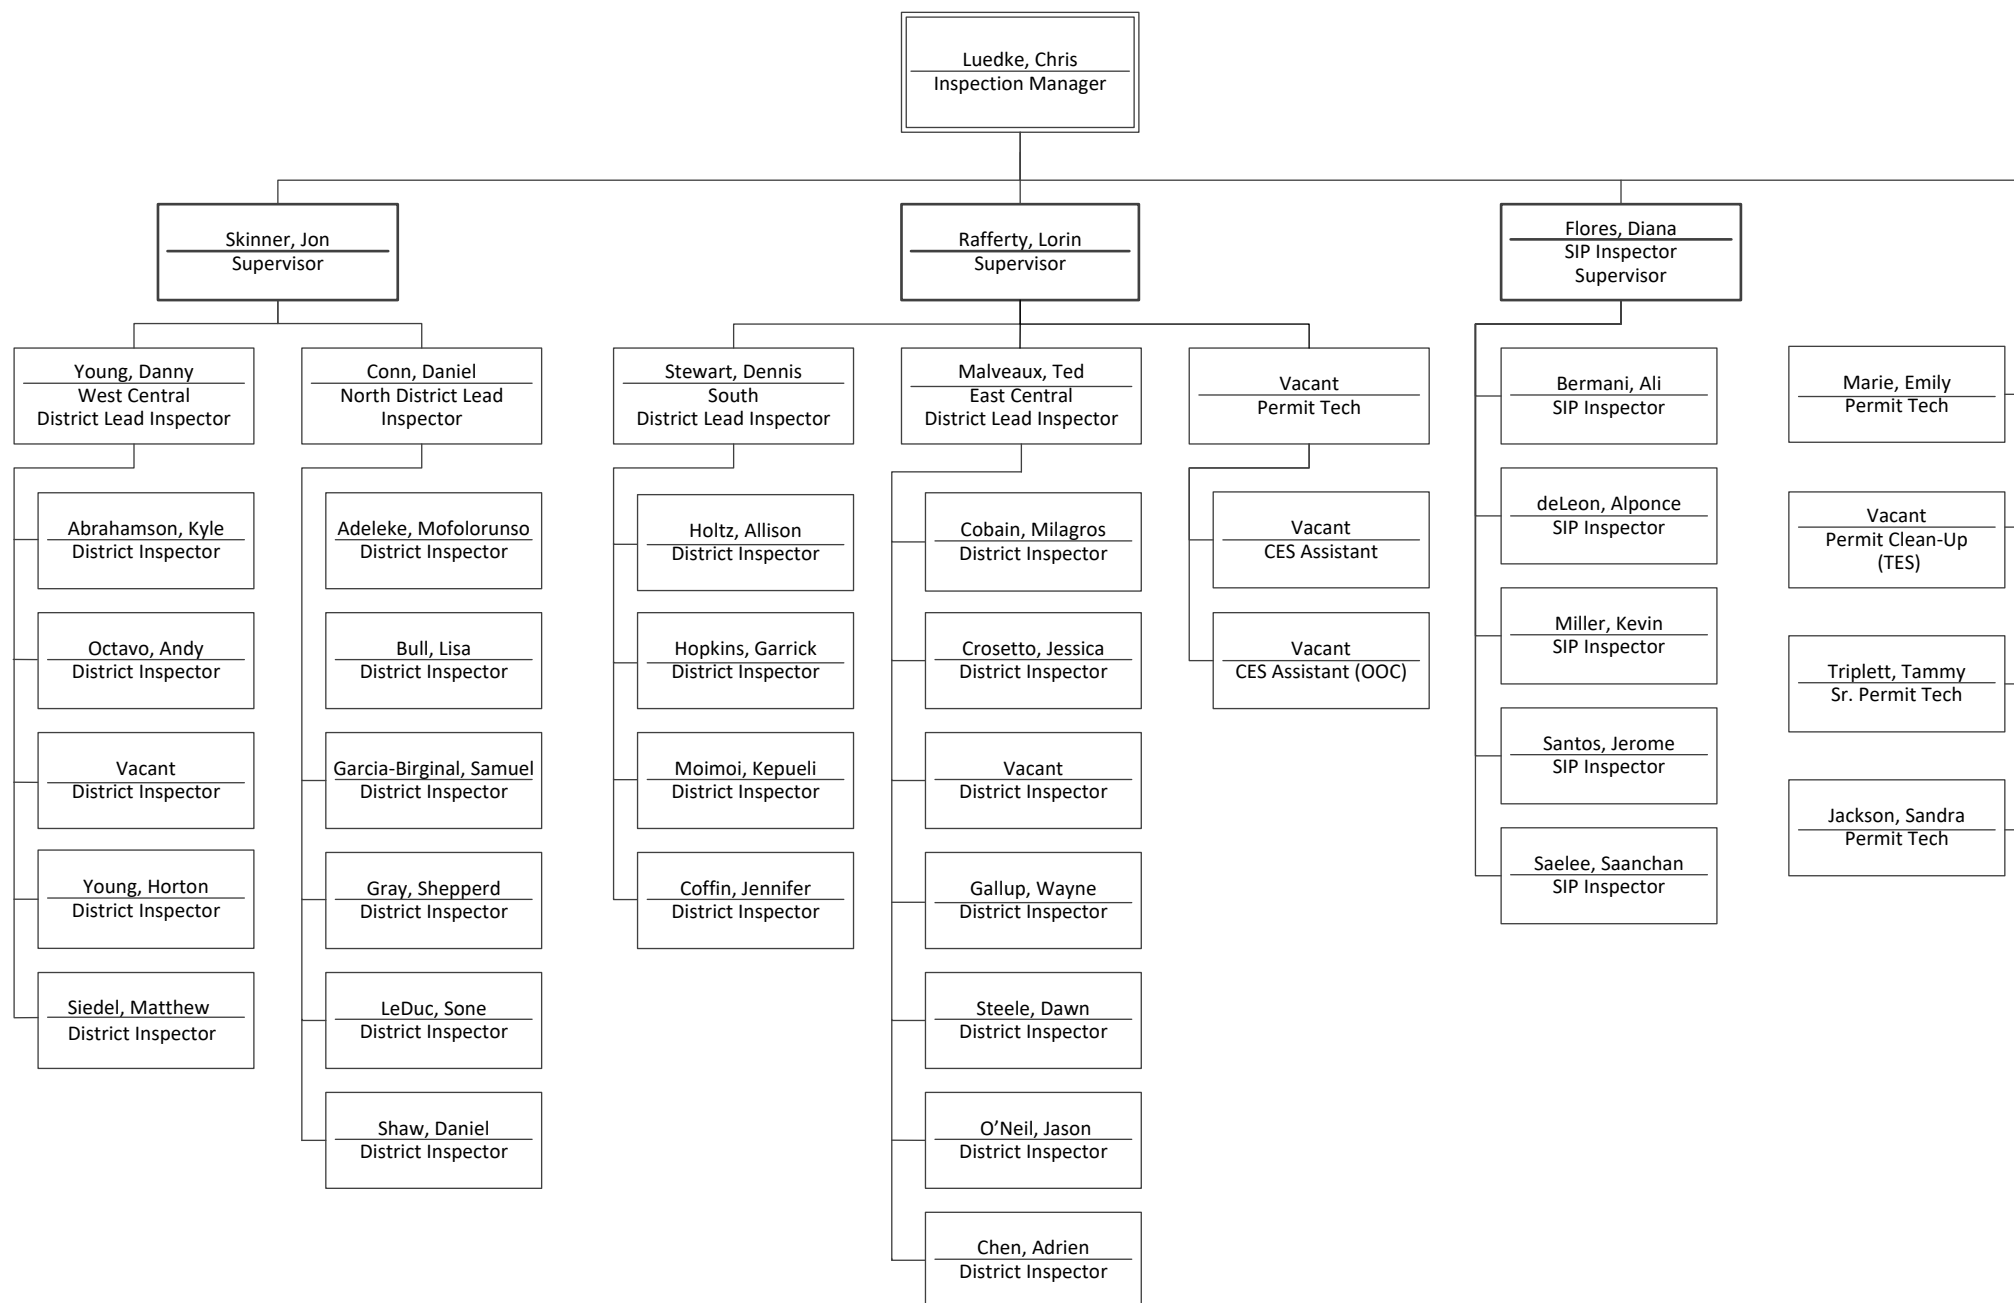 Luedke, Chris
Inspection Manager
Skinner, Jon
Supervisor
Rafferty, Lorin
Supervisor
Flores, Diana
SIP Inspector
Supervisor
Young, Danny
West Central
District Lead Inspector
Conn, Daniel
North District Lead
Inspector
Stewart, Dennis
South
District Lead Inspector
Malveaux, Ted
East Central
District Lead Inspector
Vacant
Permit Tech
Bermani, Ali
SIP Inspector
Marie, Emily
Permit Tech
Abrahamson, Kyle
District Inspector
Adeleke, Mofolorunso
District Inspector
Holtz, Allison
District Inspector
Cobain, Milagros
District Inspector
Vacant
CES Assistant
deLeon, Alponce
SIP Inspector
Vacant
Permit Clean-Up
(TES)
Octavo, Andy
District Inspector
Bull, Lisa
District Inspector
Hopkins, Garrick
District Inspector
Crosetto, Jessica
District Inspector
Vacant
CES Assistant (OOC)
Miller, Kevin
SIP Inspector
Triplett, Tammy
Sr. Permit Tech
Vacant
District Inspector
Garcia-Birginal, Samuel
District Inspector
Moimoi, Kepueli
District Inspector
Vacant
District Inspector
Santos, Jerome
SIP Inspector
Jackson, Sandra
Permit Tech
Young, Horton
District Inspector
Gray, Shepperd
District Inspector
Coffin, Jennifer
District Inspector
Gallup, Wayne
District Inspector
Saelee, Saanchan
SIP Inspector
Siedel, Matthew
District Inspector
LeDuc, Sone
District Inspector
Steele, Dawn
District Inspector
Shaw, Daniel
District Inspector
O’Neil, Jason
District Inspector
Chen, Adrien
District Inspector